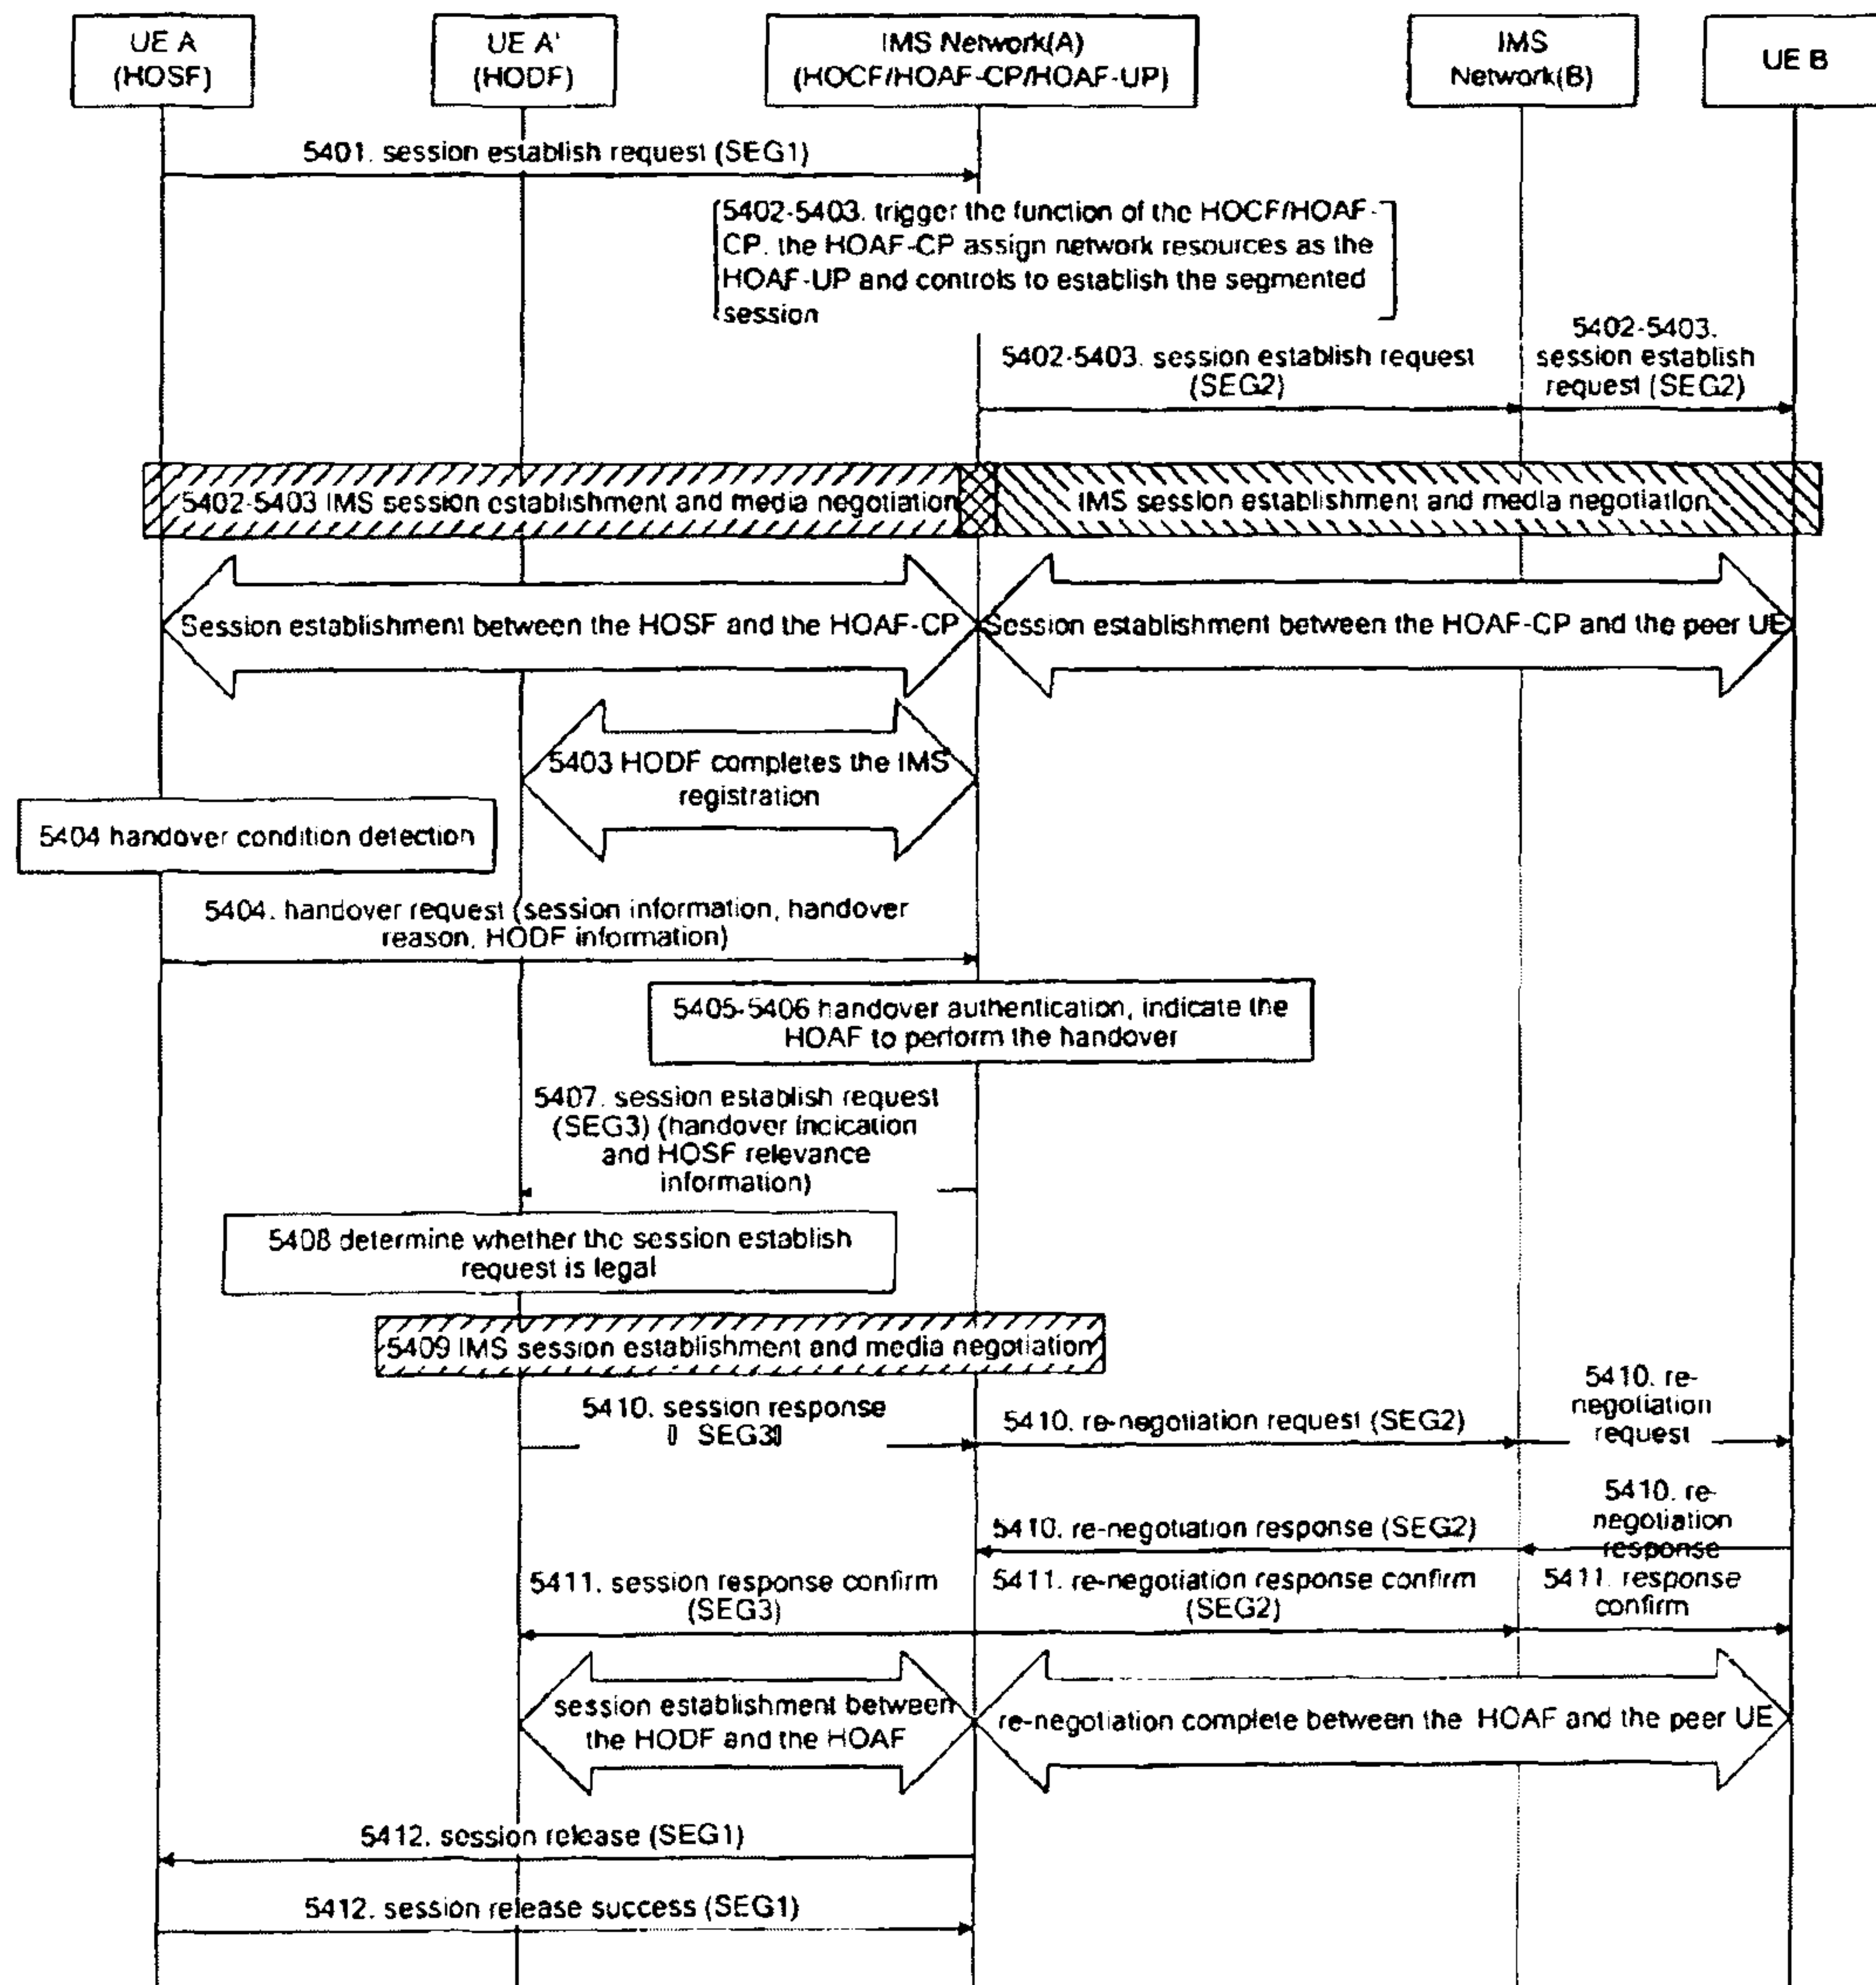 UE A
(HOSF)
UE A'
(HODF)
IMS Network(A)
(HOCF/HOAF-CP/HOAF-UP)
IMS
Network(B)
UE B
5401. session establish request (SEG1)
5402-5403. trigger the function of the HOCF/HOAF-
CP. the HOAF-CP assign network resources as the
HOAF-UP and controls to establish the segmented
session
5402-5403. session establish request
(SEG2)
5402-5403.
session establish
request (SEG2)
5402-5403 IMS session establishment and media negotiation
IMS session establishment and media negotiation
Session establishment between the HOSF and the HOAF-CP
Session establishment between the HOAF-CP and the peer UE
5403 HODF completes the IMS
registration
5404 handover condition detection
5404. handover request (session information, handover
reason, HODF information)
5405-5406 handover authentication, indicate the
HOAF to perform the handover
5407. session establish request
(SEG3) (handover indication
and HOSF relevance
information)
5408 determine whether the session establish
request is legal
5409 IMS session establishment and media negotiation
5410. session response
SEG3
5410. re-negotiation request (SEG2)
5410. re-
negotiation
request
5410. re-negotiation response (SEG2)
5410. re-
negotiation
response
5411. session response confirm
(SEG3)
5411. re-negotiation response confirm
(SEG2)
5411. response
confirm
session establishment between
the HODF and the HOAF
re-negotiation complete between the HOAF and the peer UE
5412. session release (SEG1)
5412. session release success (SEG1)